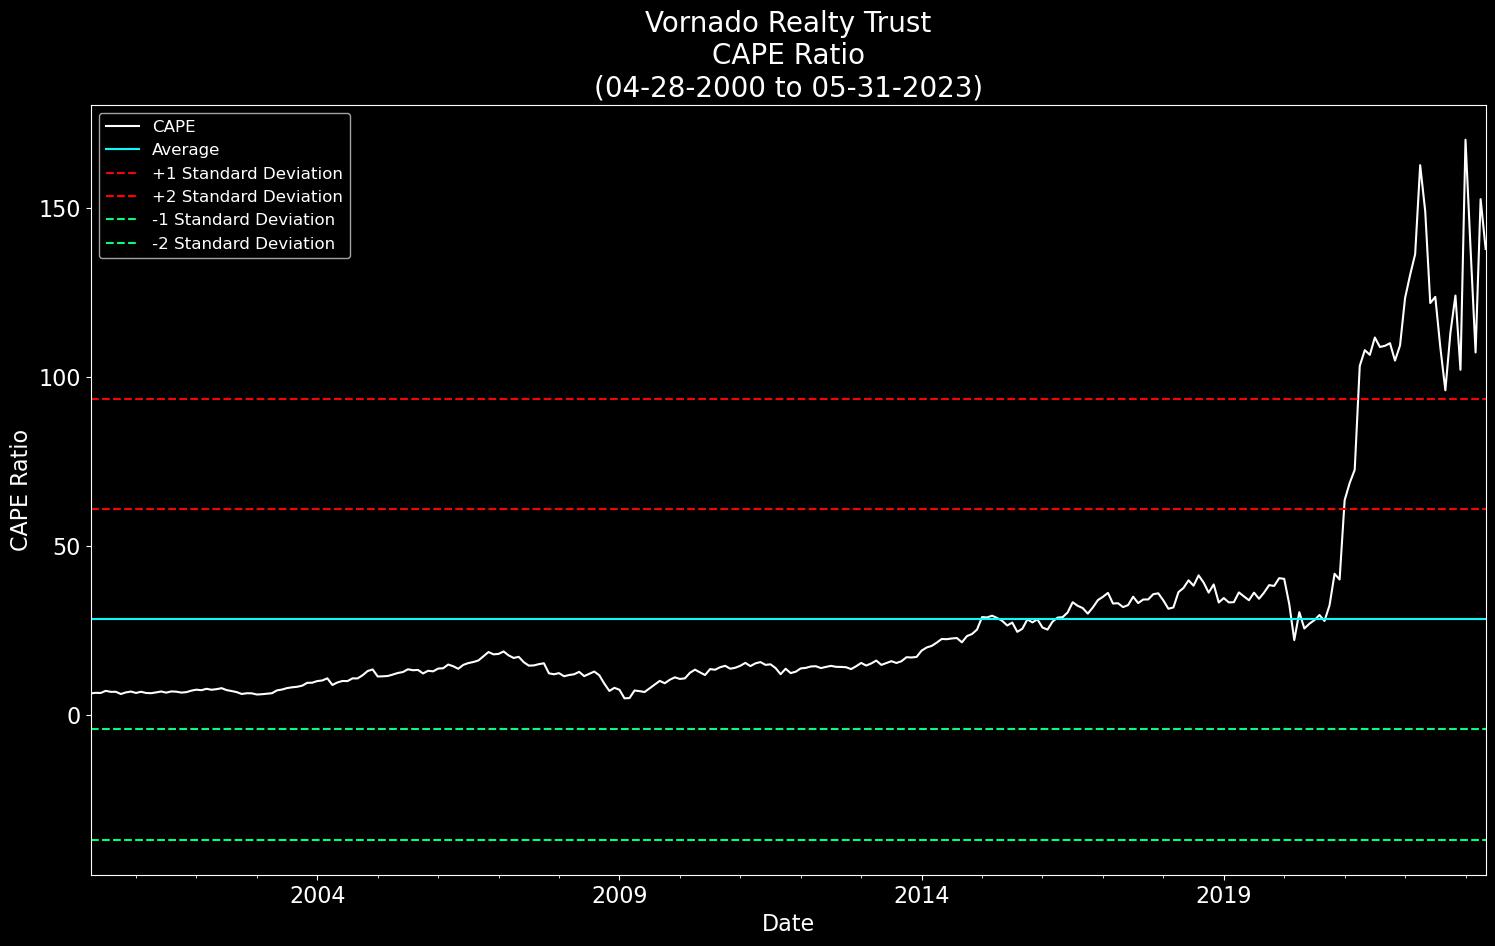 Vornado Realty Trust
CAPE Ratio
(04-28-2000 to 05-31-2023)
CAPE
Average
+1 Standard Deviation
+2 Standard Deviation
-1 Standard Deviation
-2 Standard Deviation
150
100
50
0
CAPE Ratio
2004
2009
2014
2019
Date